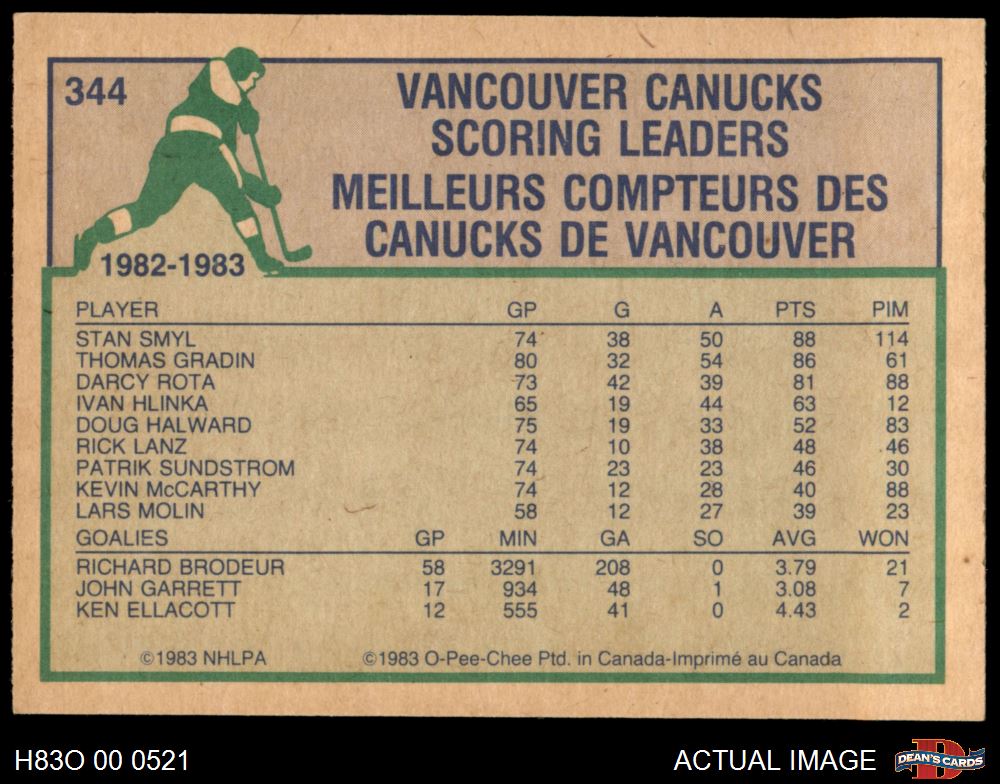 344
VANCOUVER CANUCKS
SCORING LEADERS
MEILLEURS COMPTEURS DES
CANUCKS DE VANCOUVER
1982-1983
PLAYER GP G A PTS PIM
STAN SMYL 74 38 50 88 114
THOMAS GRADIN 80 32 54 86 61
DARCY ROTA 73 42 39 81 88
IVAN HLINKA 65 19 44 63 12
DOUG HALWARD 75 19 33 52 83
RICK LANZ 74 10 38 48 46
PATRIK SUNDSTROM 74 23 23 46 30
KEVIN McCARTHY 74 12 28 40 88
LARS MOLIN 58 12 27 39 23
GOALIES GP MIN GA SO AVG WON
RICHARD BRODEUR 58 3291 208 0 3.79 21
JOHN GARRETT 17 934 48 1 3.08 7
KEN ELLACOTT 12 555 41 0 4.43 2
©1983 NHLPA ©1983 O-Pee-Chee Ptd. in Canada-Imprimé au Canada
H83O 00 0521 ACTUAL IMAGE DEAN'S CARDS